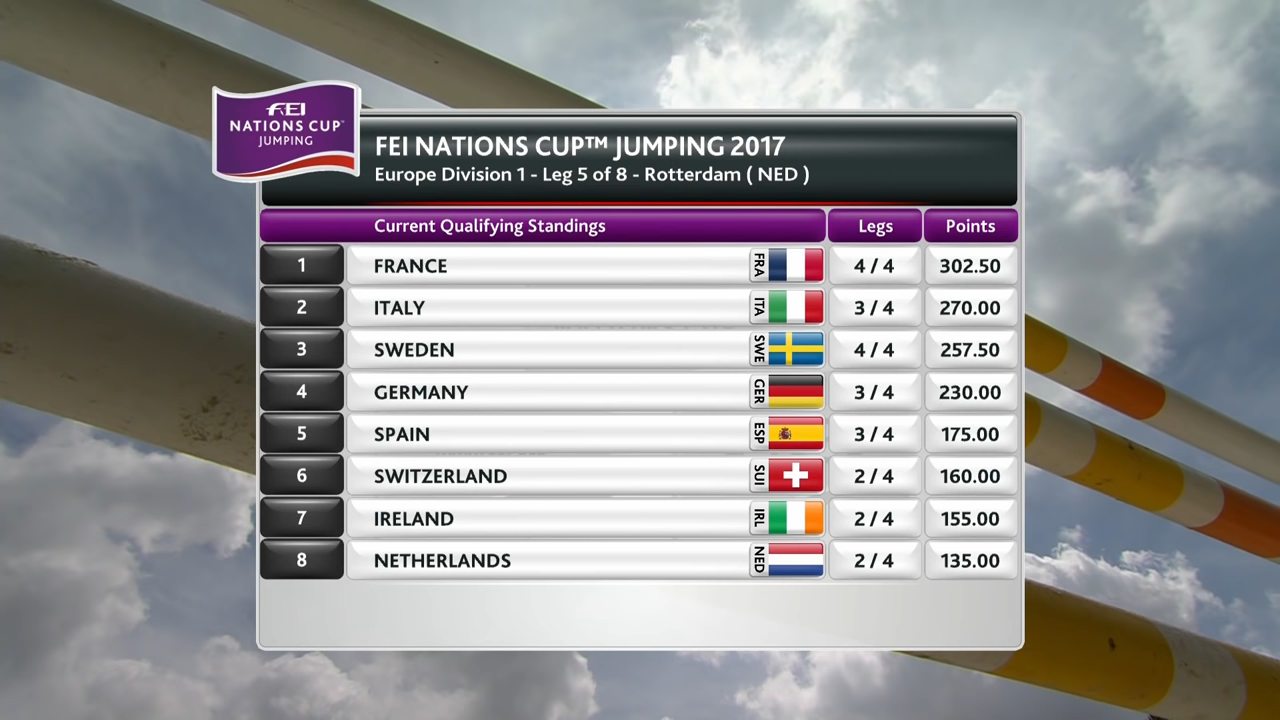 FEI
NATIONS CUP™
JUMPING
FEI NATIONS CUP™ JUMPING 2017
Europe Division 1 - Leg 5 of 8 - Rotterdam ( NED )
Current Qualifying Standings Legs Points
1 FRANCE FRA 4 / 4 302.50
2 ITALY ITA 3 / 4 270.00
3 SWEDEN SWE 4 / 4 257.50
4 GERMANY GER 3 / 4 230.00
5 SPAIN ESP 3 / 4 175.00
6 SWITZERLAND SUI 2 / 4 160.00
7 IRELAND IRL 2 / 4 155.00
8 NETHERLANDS NED 2 / 4 135.00